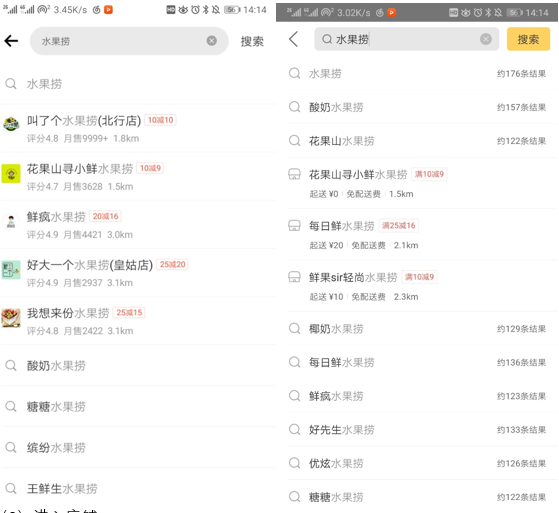 3.45K/s 56 14:14
水果捞 搜索
水果捞
叫了个水果捞(北行店) 10减10
评分4.8 月售9999+ 1.8km
花果山寻小鲜水果捞 10减9
评分4.7 月售3628 1.5km
鲜疯水果捞 20减16
评分4.9 月售4421 3.0km
好大一个水果捞(皇姑店) 25减20
评分4.9 月售2937 3.1km
我想来份水果捞 25减15
评分4.8 月售2422 3.1km
酸奶水果捞
糖糖水果捞
缤纷水果捞
王鲜生水果捞
3.02K/s 14:14
水果捞 搜索
水果捞 约176条结果
酸奶水果捞 约157条结果
花果山水果捞 约122条结果
花果山寻小鲜水果捞 满10减9
起送 ¥0 免配送费 1.5km
每日鲜水果捞 满25减16
起送 ¥20 免配送费 2.1km
鲜果sir轻尚水果捞 满10减9
起送 ¥10 免配送费 2.3km
椰奶水果捞 约129条结果
每日鲜水果捞 约136条结果
鲜疯水果捞 约123条结果
好先生水果捞 约133条结果
优炫水果捞 约126条结果
糖糖水果捞 约122条结果